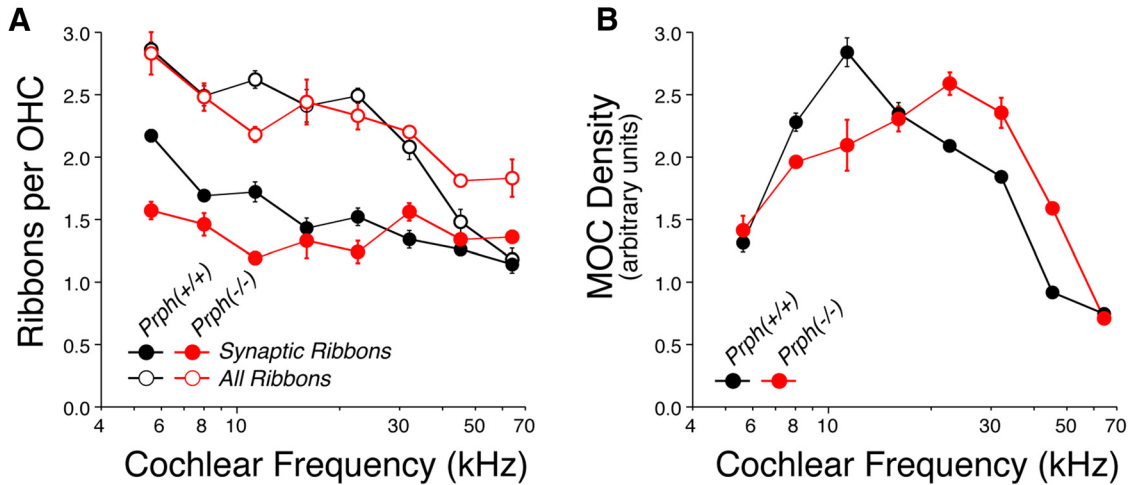 A
Ribbons per OHC
3.0
2.5
2.0
1.5
1.0
0.5
0.0
Prph(+/+)
Prph(-/-)
Synaptic Ribbons
All Ribbons
4
6
8
10
30
50
70
Cochlear Frequency (kHz)
B
MOC Density
(arbitrary units)
3.0
2.5
2.0
1.5
1.0
0.5
0.0
Prph(+/+)
Prph(-/-)
4
6
8
10
30
50
70
Cochlear Frequency (kHz)